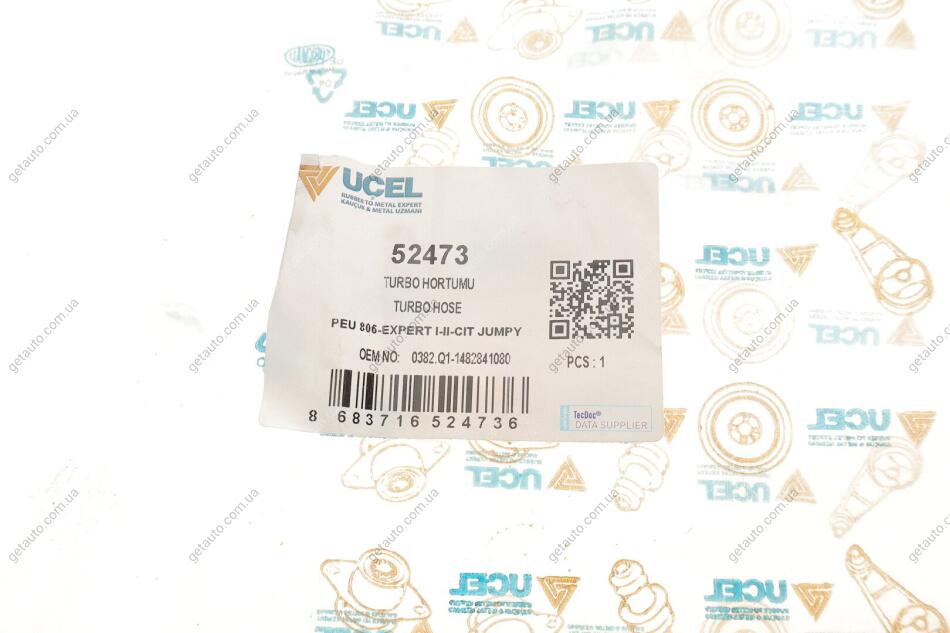 UÇEL
RUBBER TO METAL EXPERT
KAUÇUK & METAL UZMANI
52473
TURBO HORTUMU
TURBO HOSE
PEU 806-EXPERT I-II-CIT JUMPY
OEM NO: 0382.Q1-1482841080
PCS : 1
8 683716 524736
TecDoc®
DATA SUPPLIER
getauto.com.ua